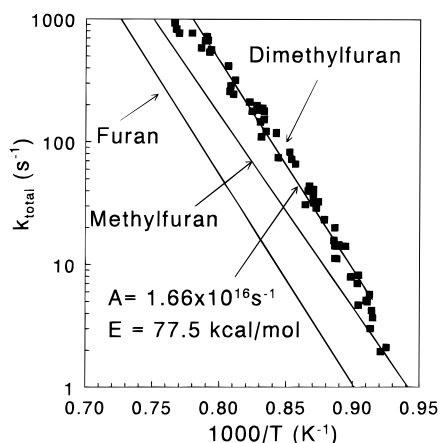 1000
100
10
1
k_total (s⁻¹)
Dimethylfuran
Furan
Methylfuran
A= 1.66x10¹⁶s⁻¹
E = 77.5 kcal/mol
0.70 0.75 0.80 0.85 0.90 0.95
1000/T (K⁻¹)